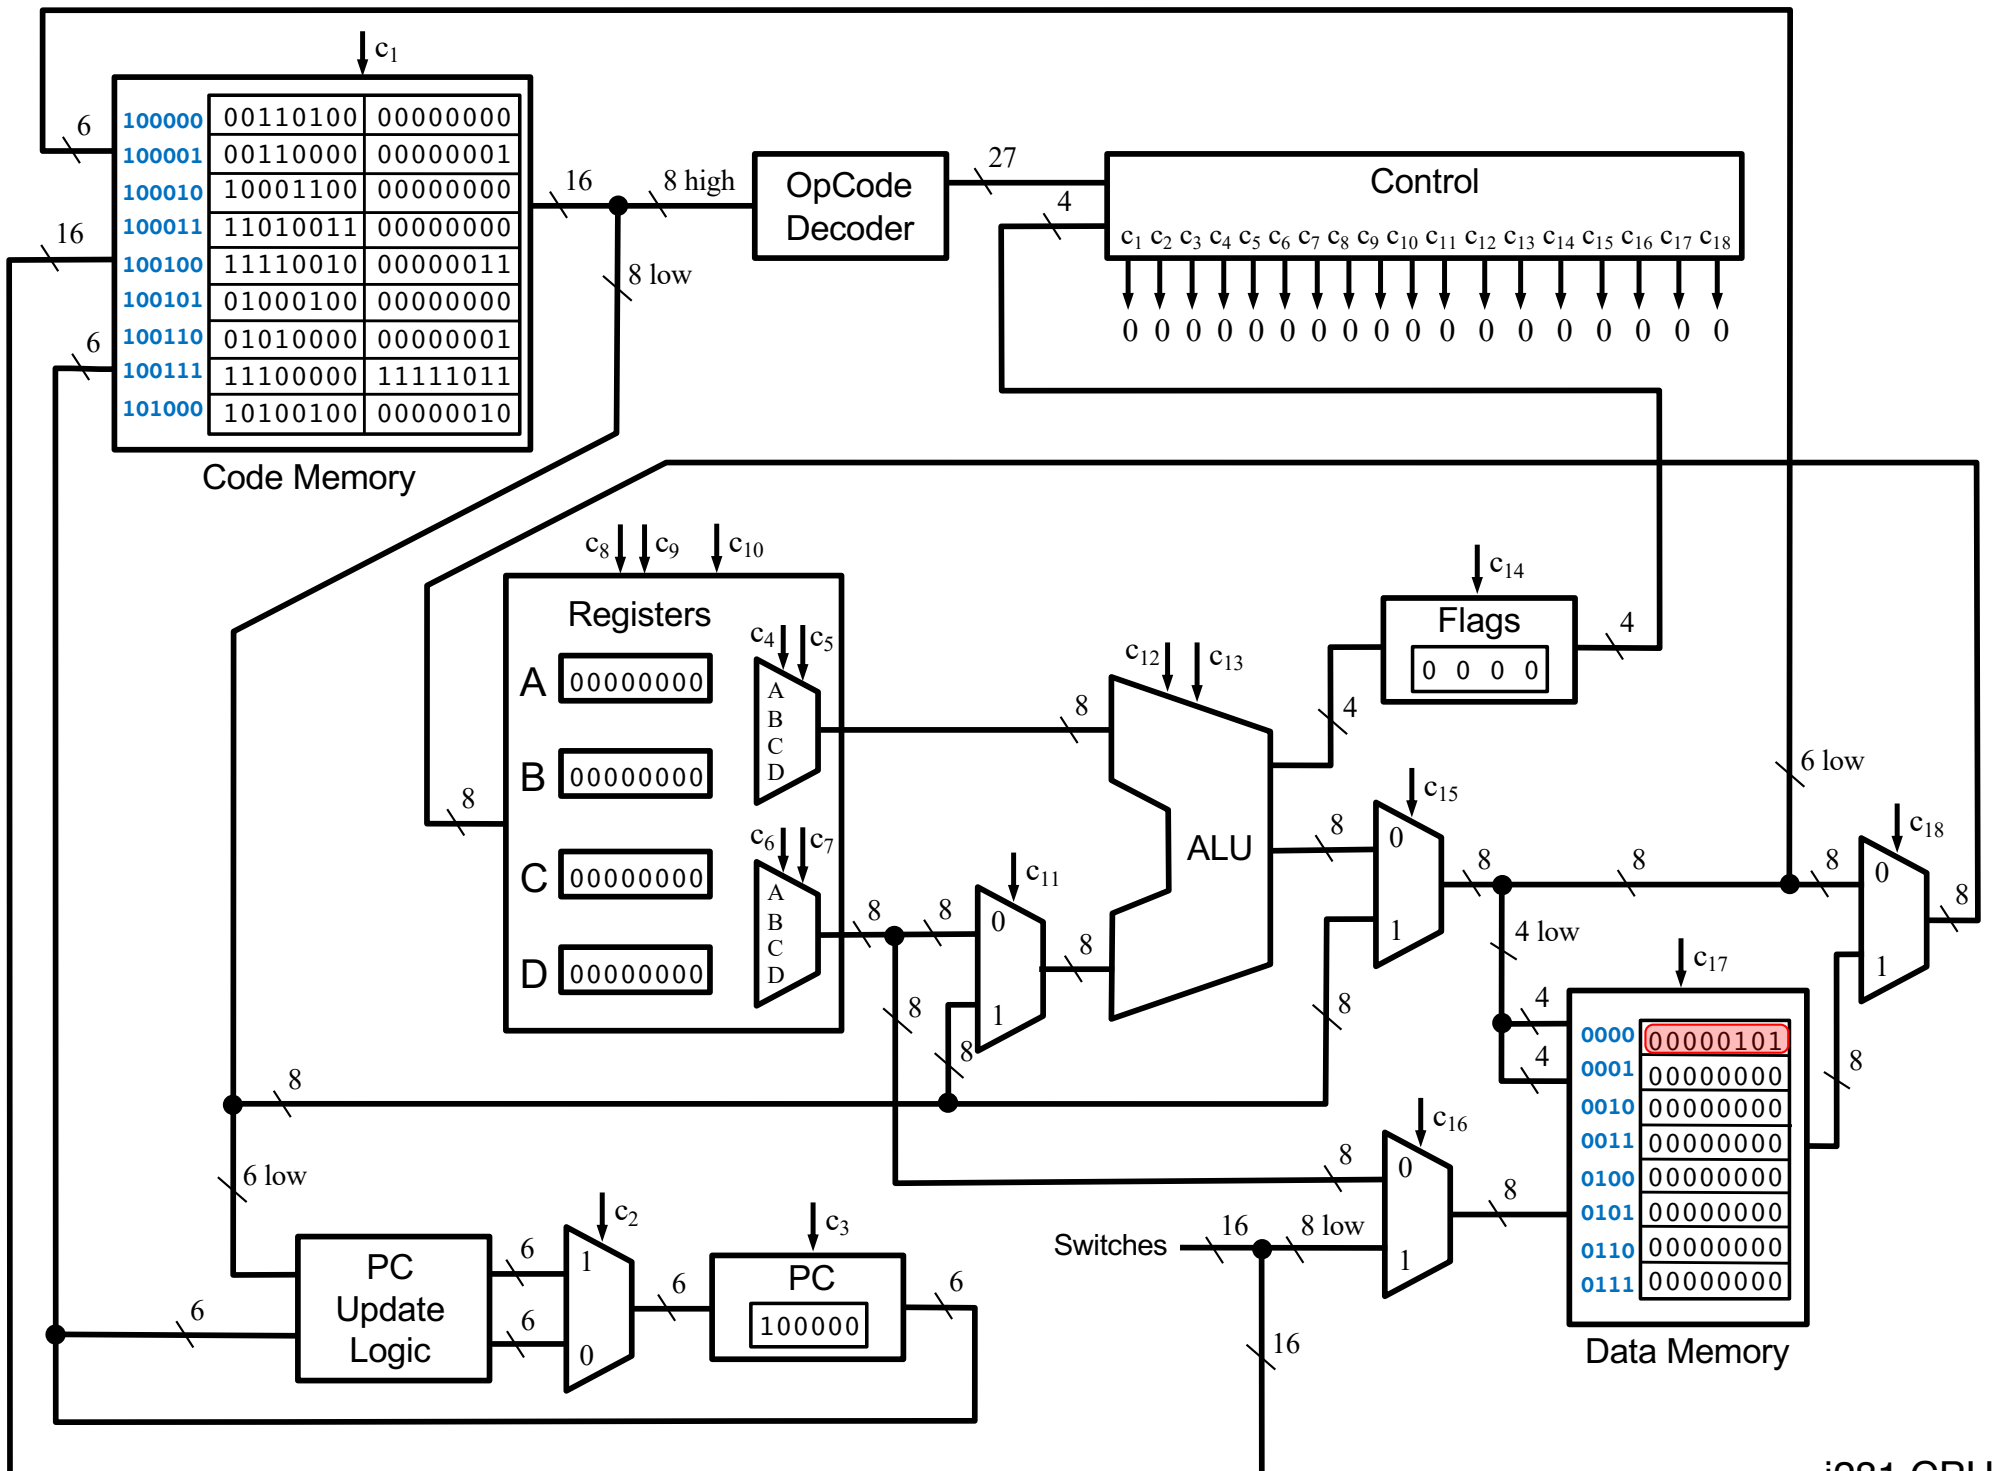 c1
6
100000 00110100 00000000
100001 00110000 00000001
100010 10001100 00000000
100011 11010011 00000000
100100 11110010 00000011
100101 01000100 00000000
100110 01010000 00000001
100111 11100000 11111011
101000 10100100 00000010
Code Memory
16
6
16
8 high
8 low
OpCode
Decoder
27
4
Control
c1 c2 c3 c4 c5 c6 c7 c8 c9 c10 c11 c12 c13 c14 c15 c16 c17 c18
0 0 0 0 0 0 0 0 0 0 0 0 0 0 0 0 0 0
c8 c9 c10
Registers
A 00000000
B 00000000
C 00000000
D 00000000
8
c4 c5
A
B
C
D
c6 c7
A
B
C
D
8
8
8
8
c11
0
1
8
8
c12 c13
ALU
4
c14
Flags
0 0 0 0
4
8
c15
0
1
8
8
8
8
6 low
c18
0
1
8
4 low
4
4
c17
0000 00000101
0001 00000000
0010 00000000
0011 00000000
0100 00000000
0101 00000000
0110 00000000
0111 00000000
Data Memory
8
8
6 low
PC
Update
Logic
6
6
6
c2
1
0
6
c3
PC
100000
6
Switches
16
8 low
16
8
c16
0
1
8